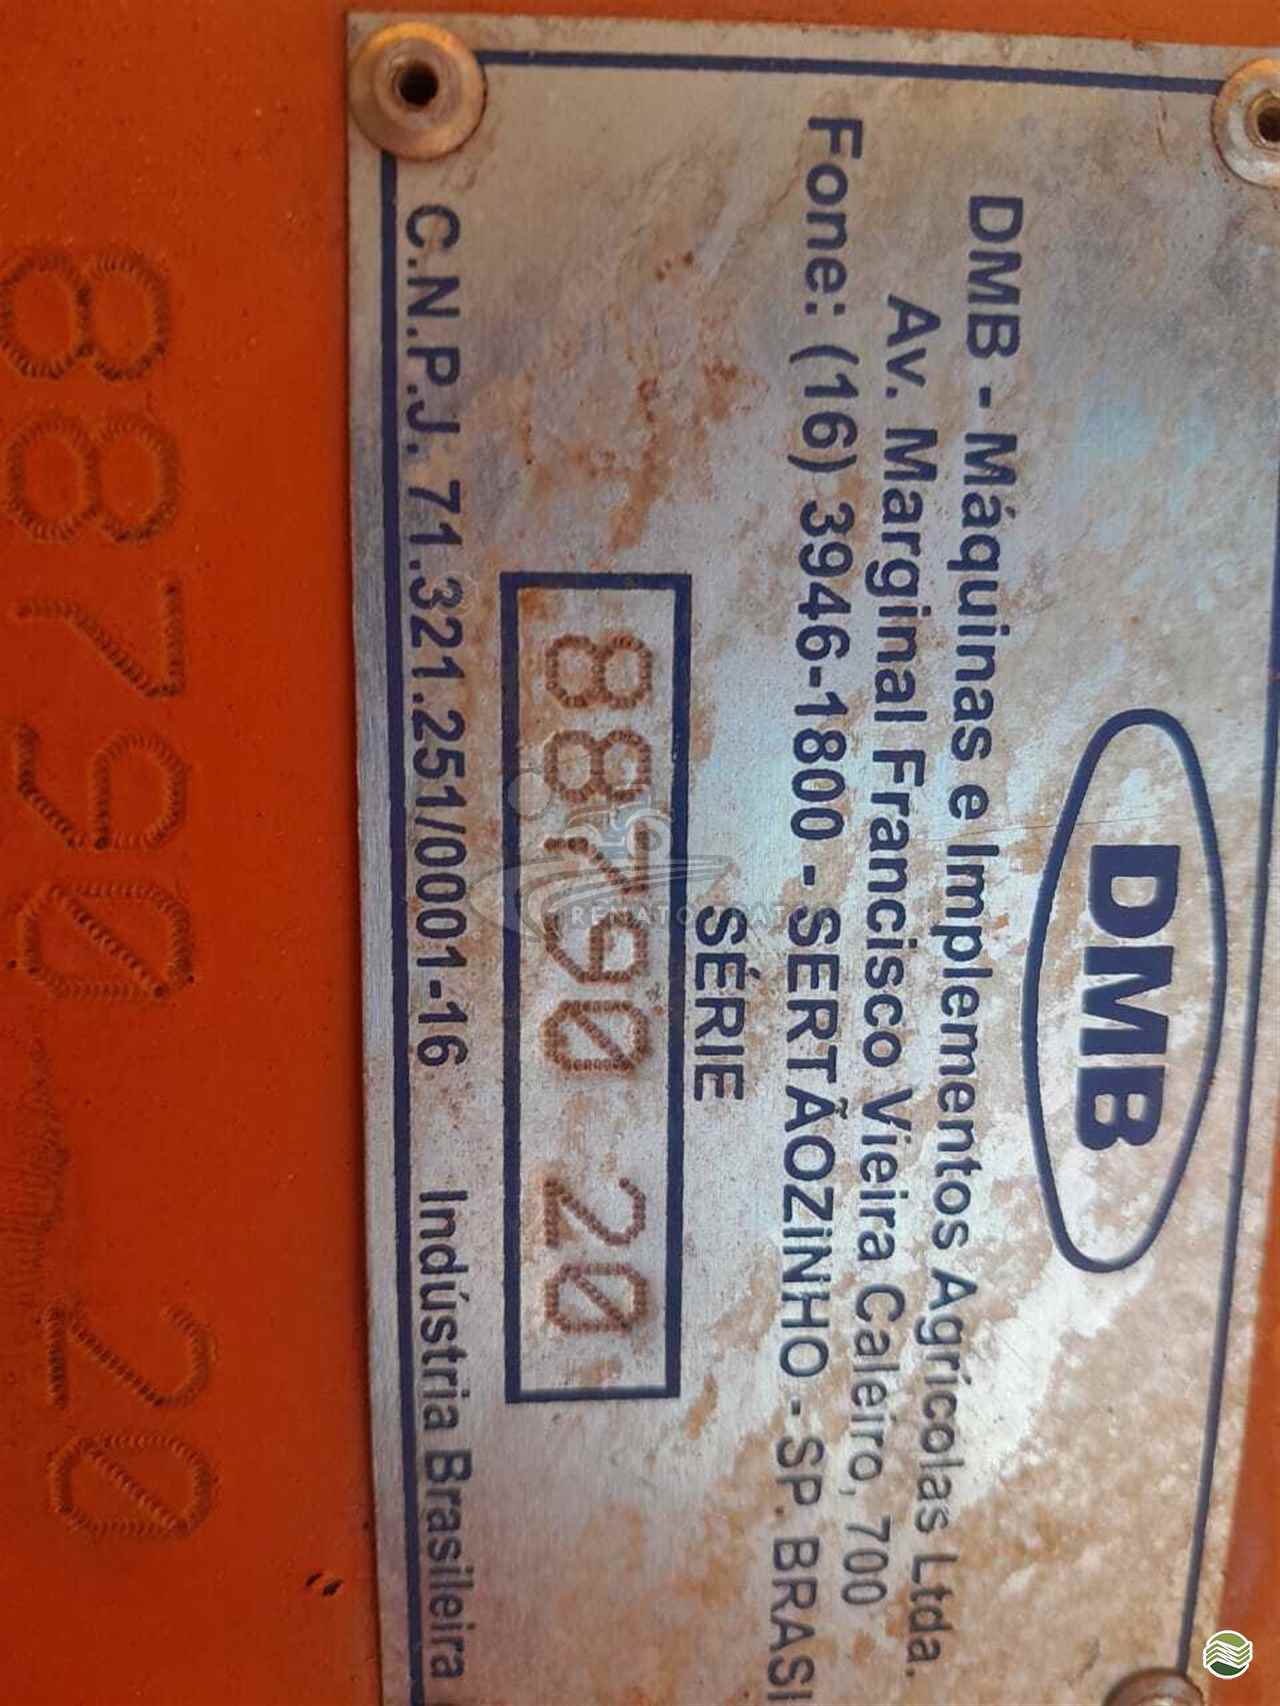 DMB
DMB - Máquinas e Implementos Agrícolas Ltda.
Av. Marginal Francisco Vieira Caleiro, 700
Fone: (16) 3946-1800 - SERTÃOZiNHO - SP. BRASI
SÉRIE
88790 20
C.N.P.J. 71.321.251/0001-16 Indústria Brasileira
88790 20